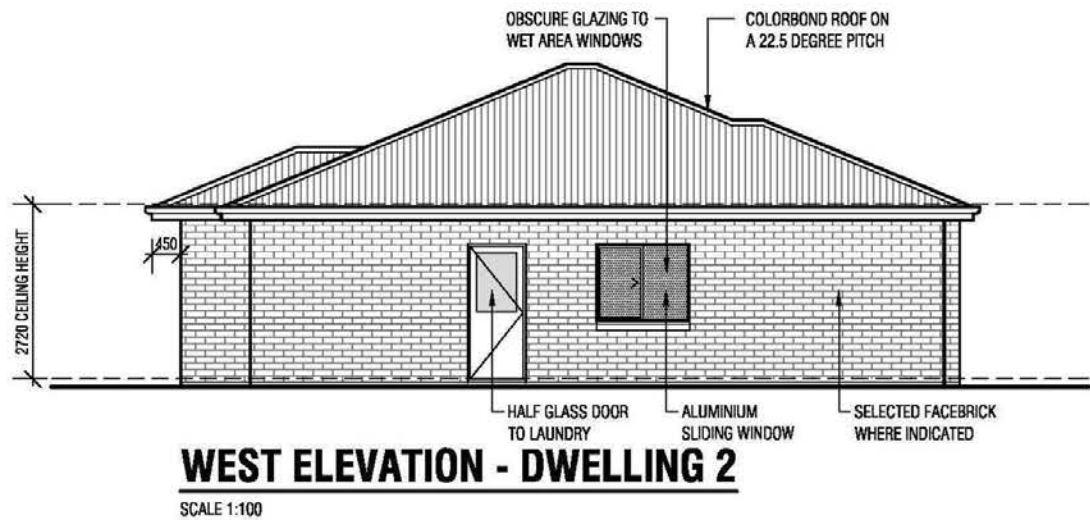 OBSCURE GLAZING TO
WET AREA WINDOWS
COLORBOND ROOF ON
A 22.5 DEGREE PITCH
450
2720 CEILING HEIGHT
HALF GLASS DOOR
TO LAUNDRY
ALUMINIUM
SLIDING WINDOW
SELECTED FACEBRICK
WHERE INDICATED
WEST ELEVATION - DWELLING 2
SCALE 1:100